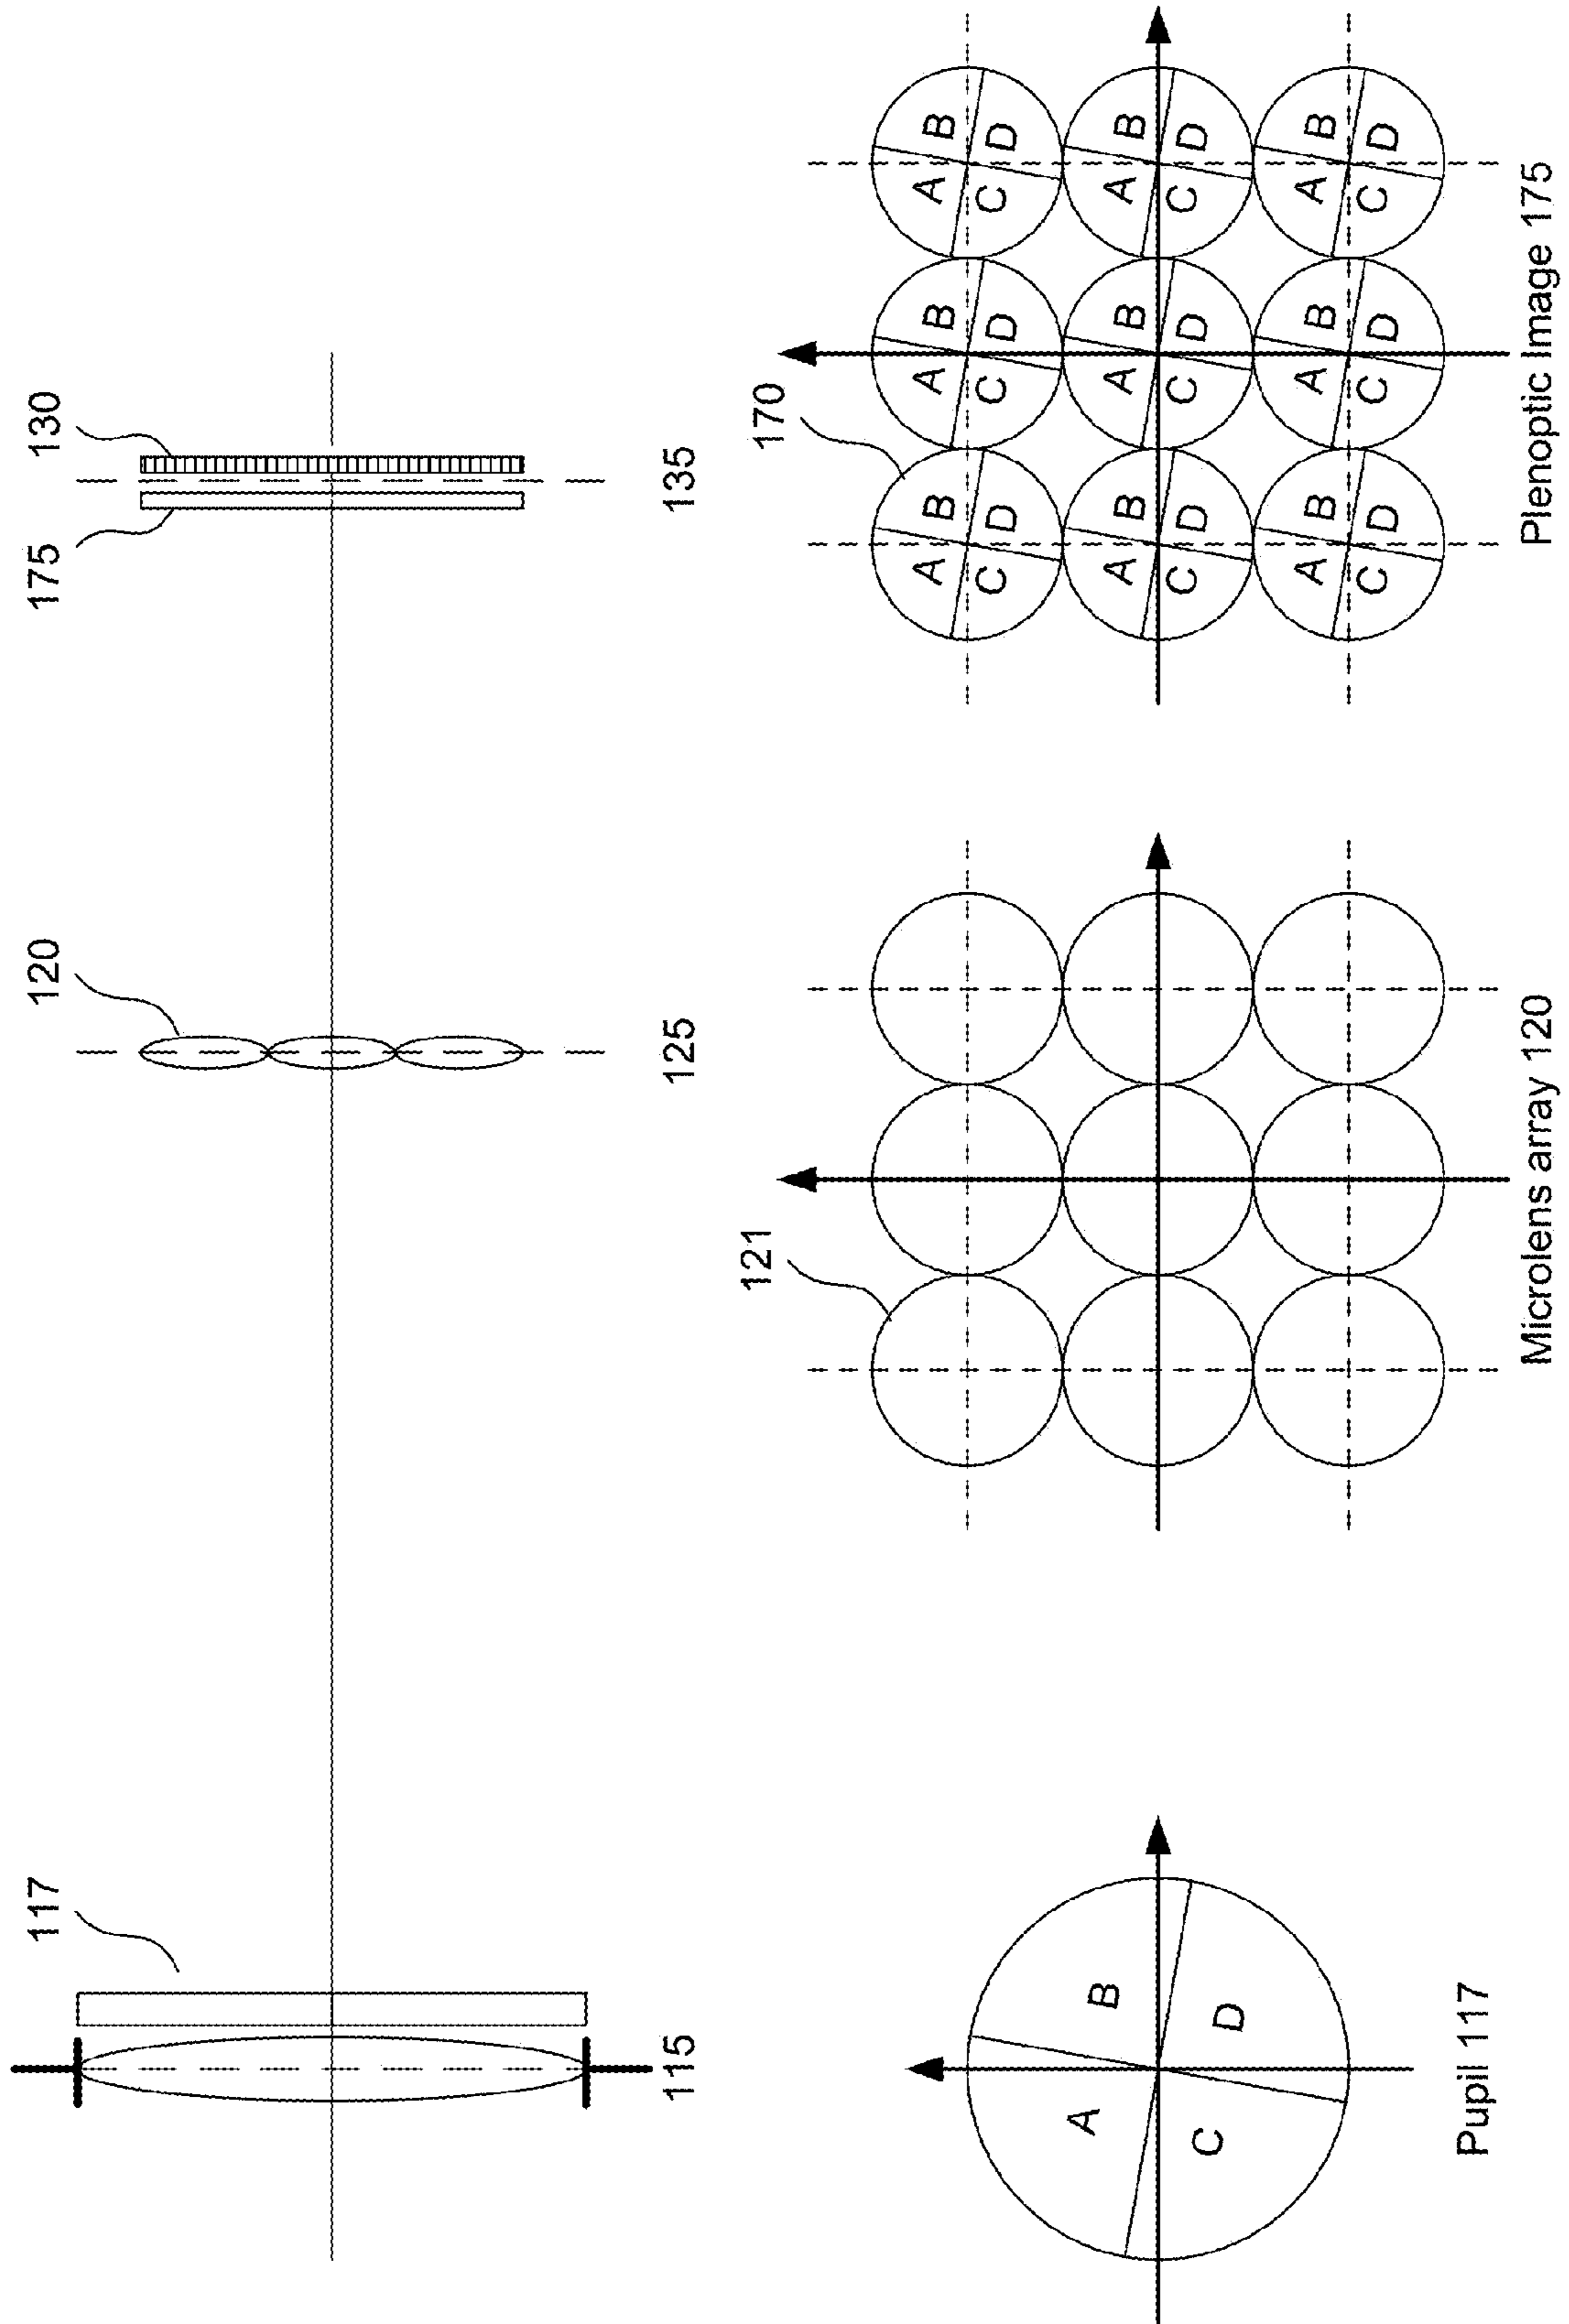 117
120
175
130
115
125
135
121
170
A B
C D
A B A B A B
C D C D C D
A B A B A B
C D C D C D
A B A B A B
C D C D C D
Pupil 117
Microlens array 120
Plenoptic Image 175